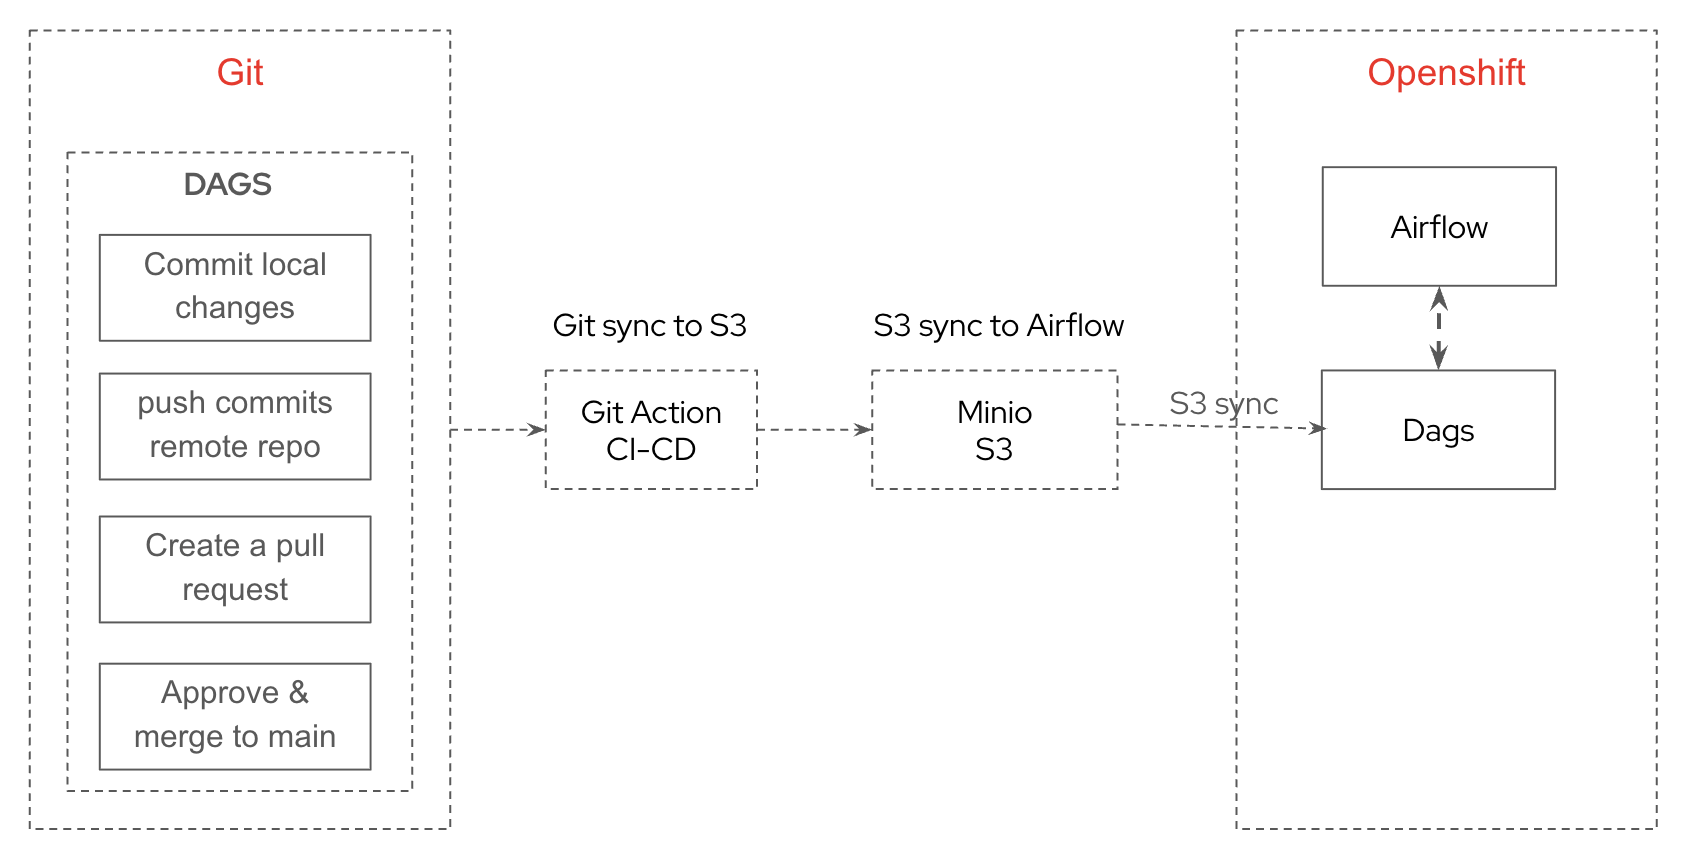 Git
DAGS
Commit local
changes
push commits
remote repo
Create a pull
request
Approve &
merge to main
Git sync to S3
Git Action
CI-CD
S3 sync to Airflow
Minio
S3
S3 sync
Openshift
Airflow
Dags